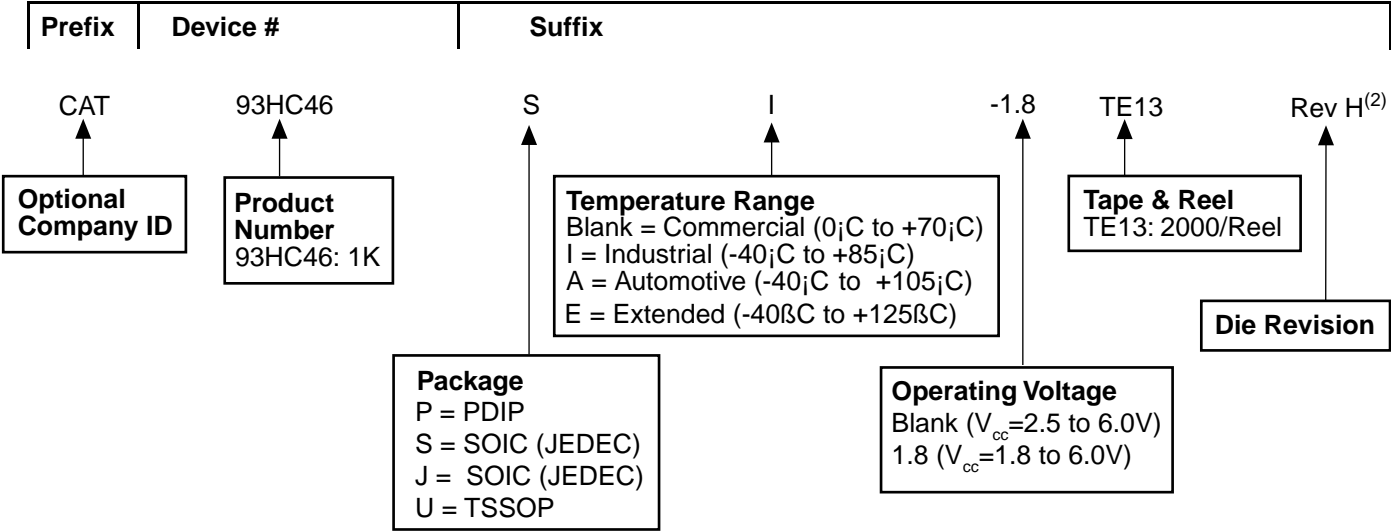 Prefix Device # Suffix
CAT 93HC46 S I -1.8 TE13 Rev H(2)
Optional
Company ID
Product
Number
93HC46: 1K
Temperature Range
Blank = Commercial (0¡C to +70¡C)
I = Industrial (-40¡C to +85¡C)
A = Automotive (-40¡C to +105¡C)
E = Extended (-40ßC to +125ßC)
Tape & Reel
TE13: 2000/Reel
Die Revision
Package
P = PDIP
S = SOIC (JEDEC)
J = SOIC (JEDEC)
U = TSSOP
Operating Voltage
Blank (Vcc=2.5 to 6.0V)
1.8 (Vcc=1.8 to 6.0V)